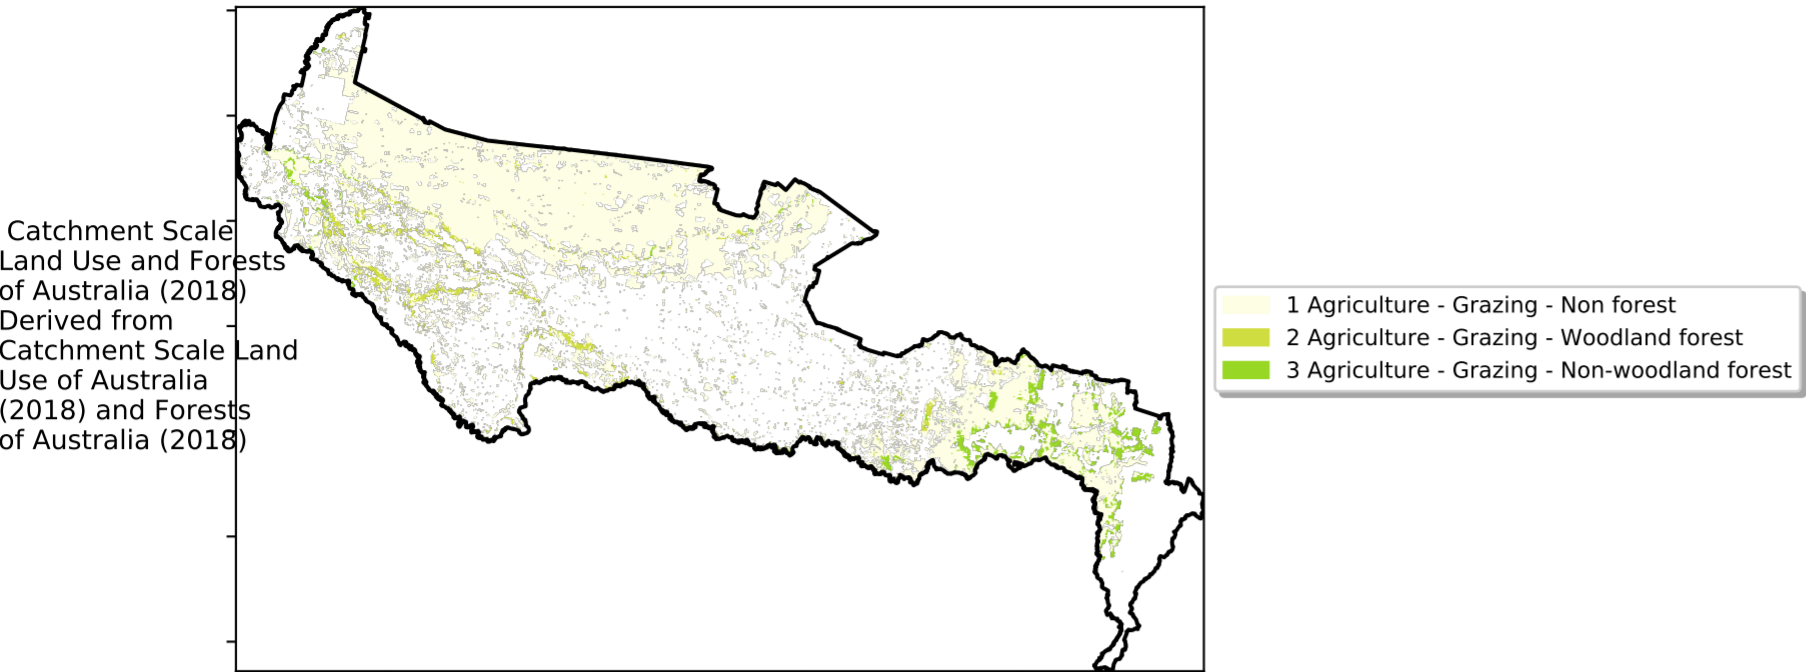 Catchment Scale
Land Use and Forests
of Australia (2018)
Derived from
Catchment Scale Land
Use of Australia
(2018) and Forests
of Australia (2018)
1 Agriculture - Grazing - Non forest
2 Agriculture - Grazing - Woodland forest
3 Agriculture - Grazing - Non-woodland forest